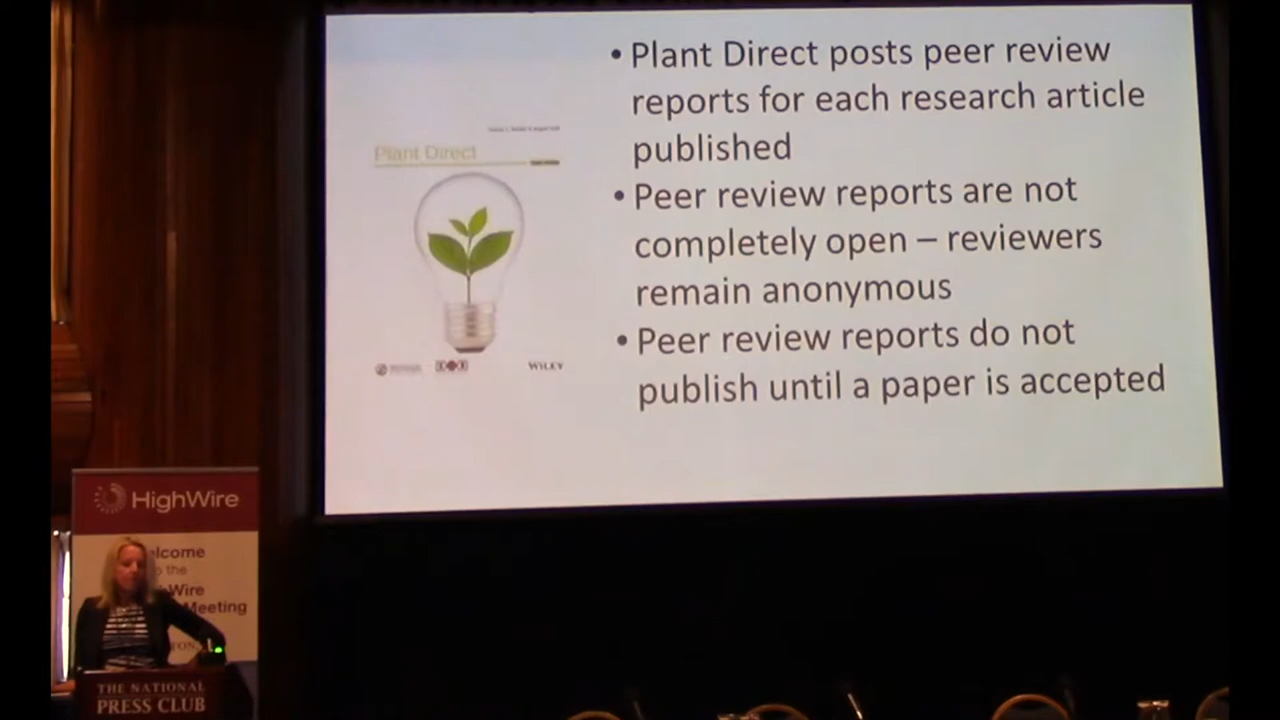 • Plant Direct posts peer review
reports for each research article
published
• Peer review reports are not
completely open – reviewers
remain anonymous
• Peer review reports do not
publish until a paper is accepted
Plant Direct
WILEY
HighWire
lcome
the
Wire
Meeting
THE NATIONAL
PRESS CLUB